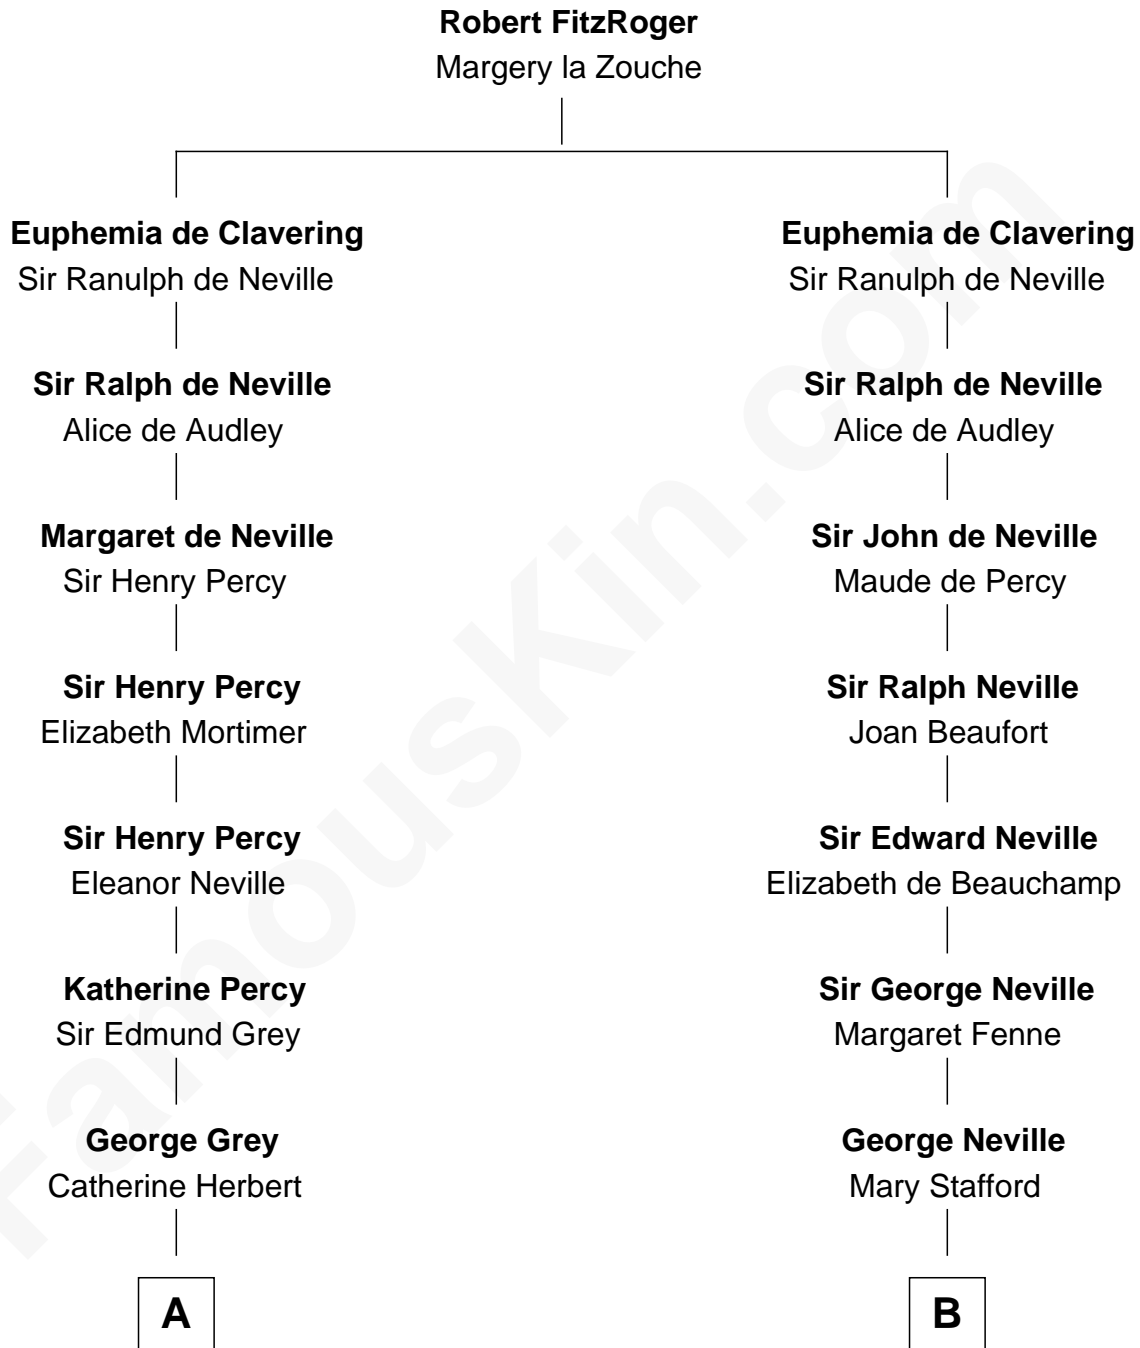 Robert FitzRoger
Margery la Zouche
Euphemia de Clavering
Sir Ranulph de Neville
Sir Ralph de Neville
Alice de Audley
Margaret de Neville
Sir Henry Percy
Sir Henry Percy
Elizabeth Mortimer
Sir Henry Percy
Eleanor Neville
Katherine Percy
Sir Edmund Grey
George Grey
Catherine Herbert
A
Euphemia de Clavering
Sir Ranulph de Neville
Sir Ralph de Neville
Alice de Audley
Sir John de Neville
Maude de Percy
Sir Ralph Neville
Joan Beaufort
Sir Edward Neville
Elizabeth de Beauchamp
Sir George Neville
Margaret Fenne
George Neville
Mary Stafford
B
FamousKin.com